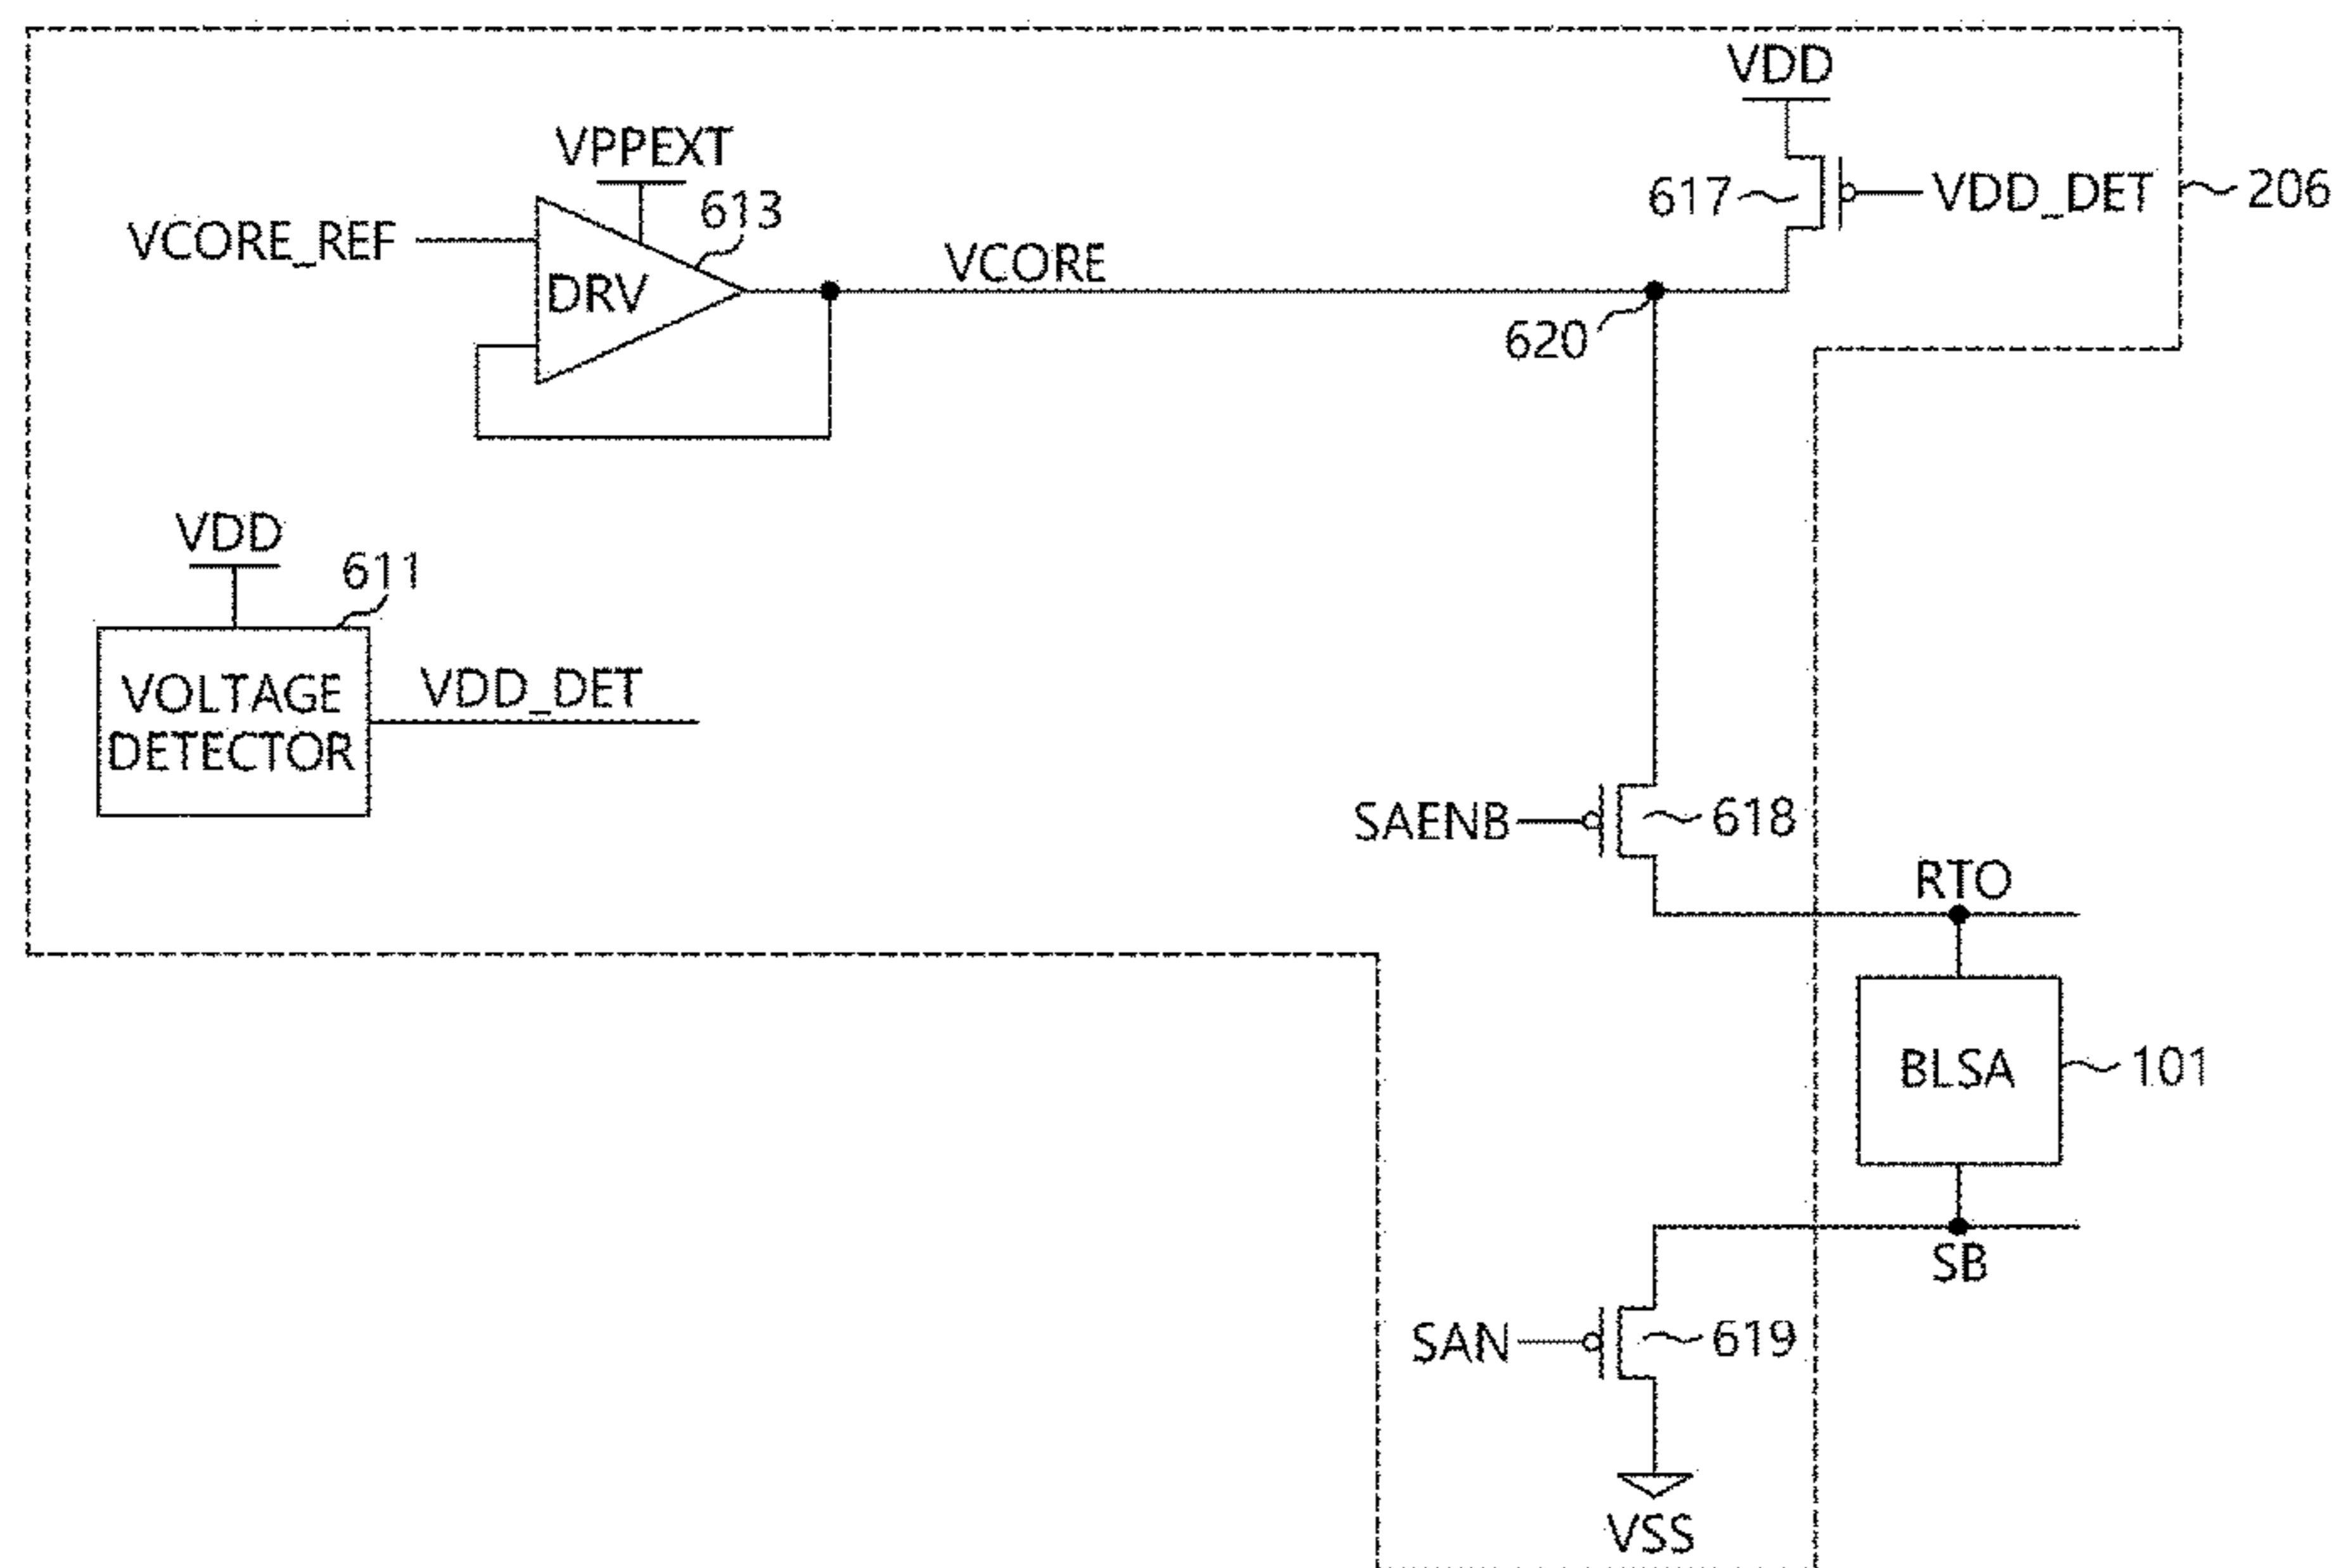 VDD
VPPEXT
613
617
VDD_DET
206
VCORE_REF
DRV
VCORE
620
VDD
611
VOLTAGE
DETECTOR
VDD_DET
SAENB
618
RTO
BLSA
101
SB
SAN
619
VSS